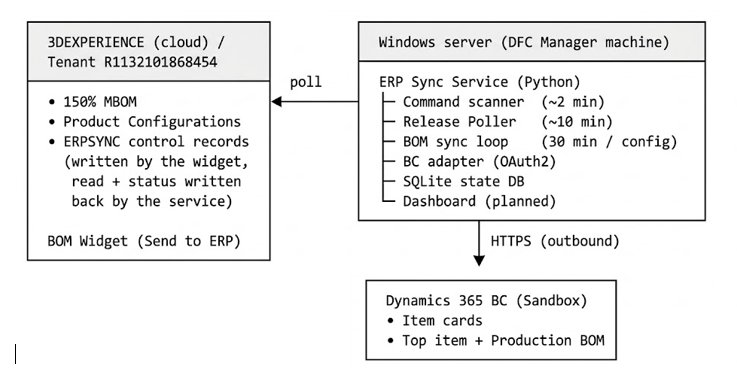 3DEXPERIENCE (cloud) /
Tenant R1132101868454
• 150% MBOM
• Product Configurations
• ERPSYNC control records
(written by the widget,
read + status written
back by the service)
BOM Widget (Send to ERP)
poll
Windows server (DFC Manager machine)
ERP Sync Service (Python)
Command scanner (~2 min)
Release Poller (~10 min)
BOM sync loop (30 min / config)
BC adapter (OAuth2)
SQLite state DB
Dashboard (planned)
HTTPS (outbound)
Dynamics 365 BC (Sandbox)
• Item cards
• Top item + Production BOM